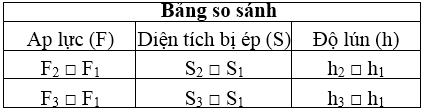 Bảng so sánh
Ap lực (F) Diện tích bị ép (S) Độ lún (h)
F₂ □ F₁ S₂ □ S₁ h₂ □ h₁
F₃ □ F₁ S₃ □ S₁ h₃ □ h₁